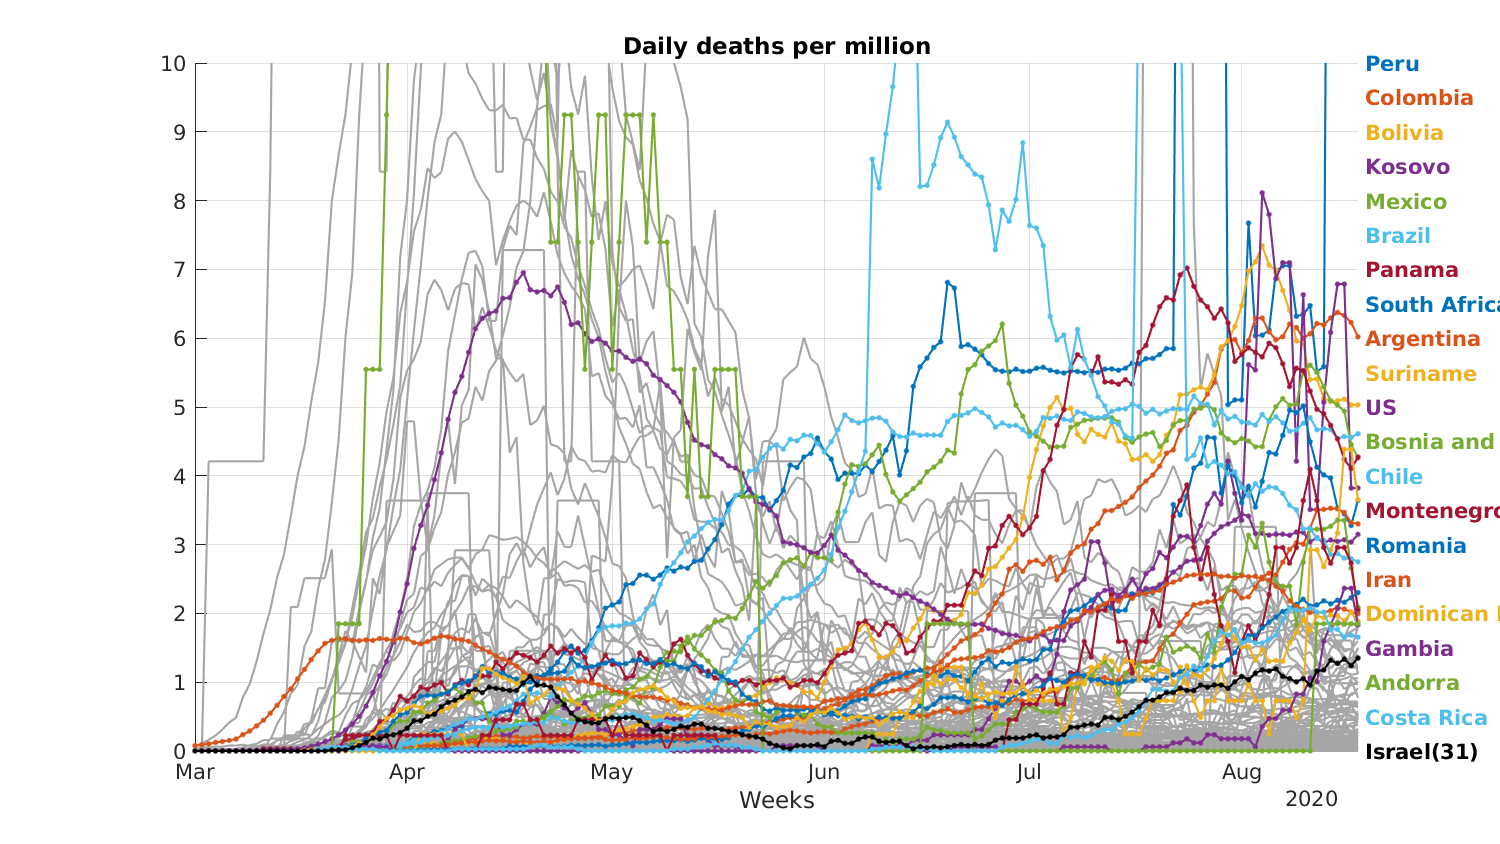 Daily deaths per million
10
9
8
7
6
5
4
3
2
1
0
Mar
Apr
May
Jun
Jul
Aug
Weeks
2020
Peru
Colombia
Bolivia
Kosovo
Mexico
Brazil
Panama
South Africa
Argentina
Suriname
US
Bosnia and
Chile
Montenegro
Romania
Iran
Dominican
Gambia
Andorra
Costa Rica
Israel(31)